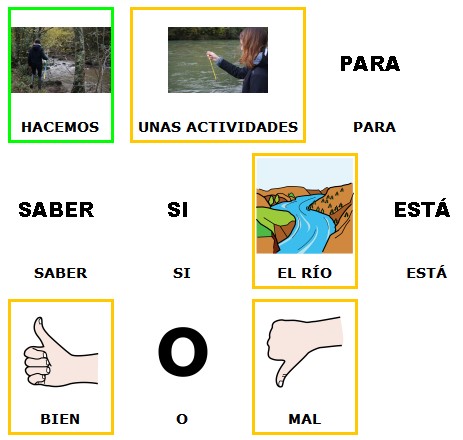 PARA
HACEMOS UNAS ACTIVIDADES PARA
SABER SI ESTÁ
SABER SI EL RÍO ESTÁ
O
BIEN O MAL